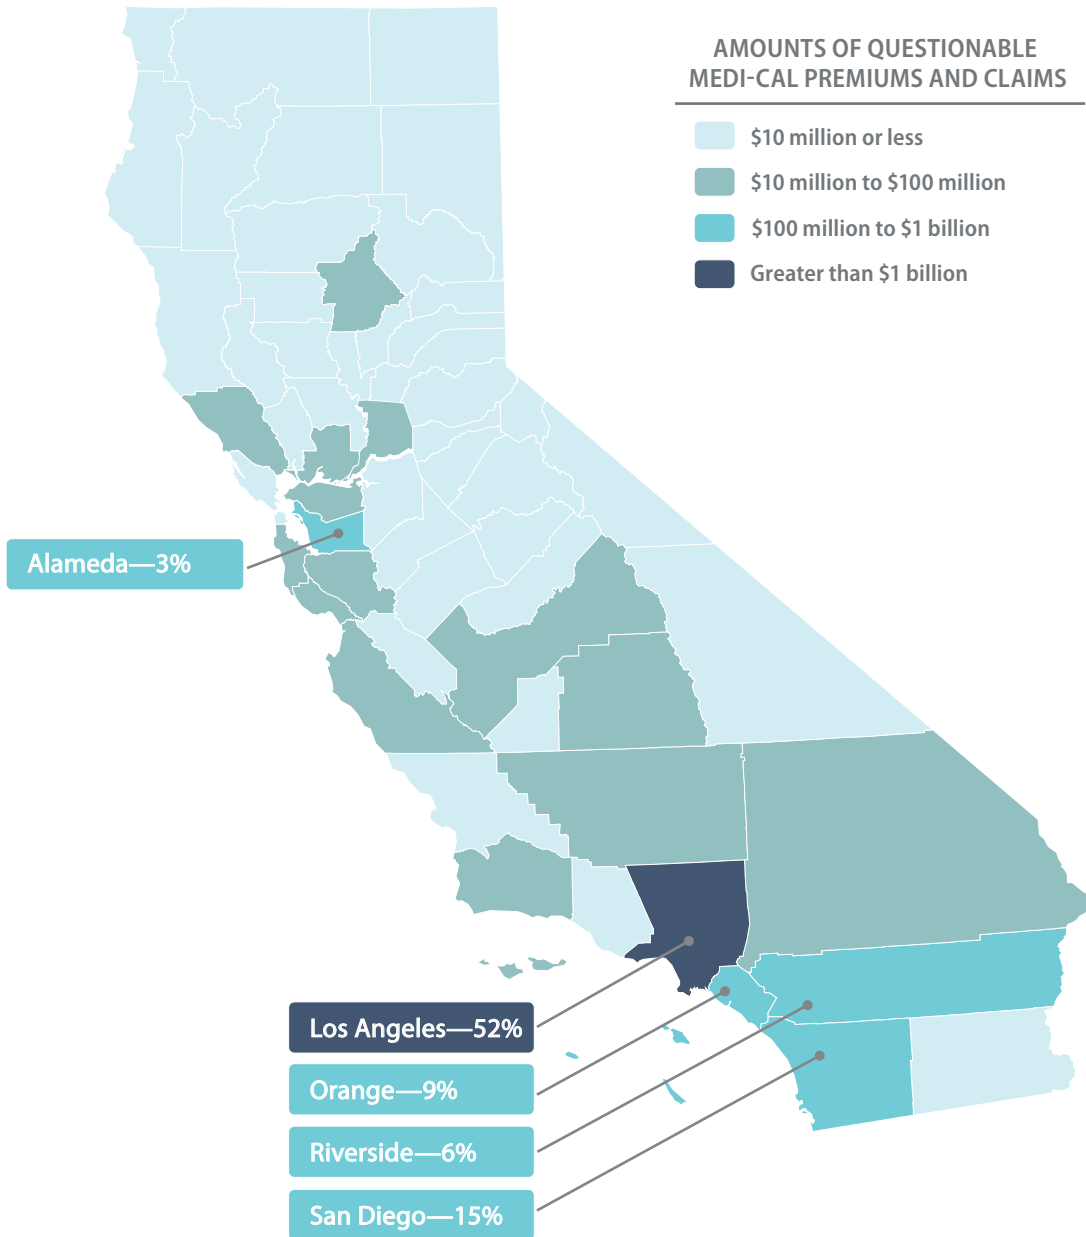 AMOUNTS OF QUESTIONABLE
MEDI-CAL PREMIUMS AND CLAIMS
$10 million or less
$10 million to $100 million
$100 million to $1 billion
Greater than $1 billion
Alameda—3%
Los Angeles—52%
Orange—9%
Riverside—6%
San Diego—15%